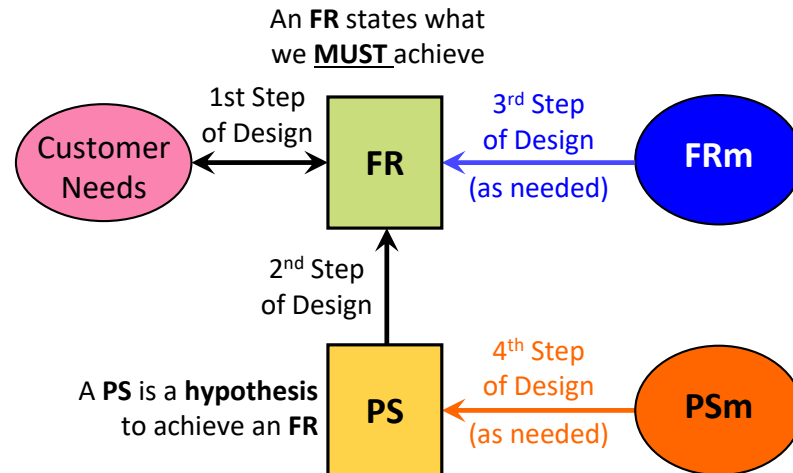 An FR states what
we MUST achieve
1st Step
of Design
3rd Step
of Design
(as needed)
Customer
Needs
FR
FRm
2nd Step
of Design
A PS is a hypothesis
to achieve an FR
PS
4th Step
of Design
(as needed)
PSm